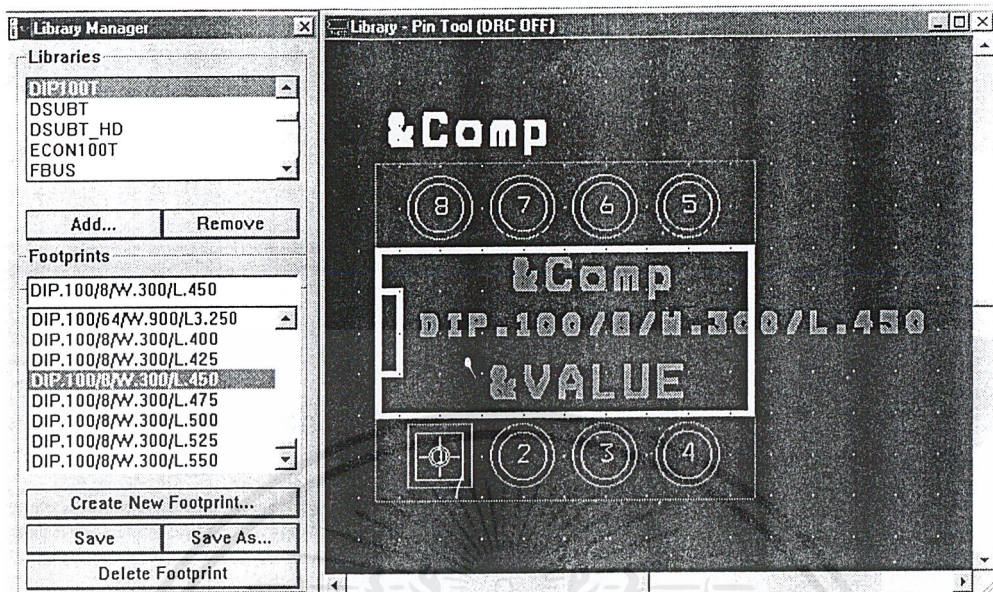 Library Manager
Libraries
DIP100T
DSUBT
DSUBT_HD
ECON100T
FBUS
Add...
Remove
Footprints
DIP.100/8/W.300/L.450
DIP.100/64/W.900/L3.250
DIP.100/8/W.300/L.400
DIP.100/8/W.300/L.425
DIP.100/8/W.300/L.450
DIP.100/8/W.300/L.475
DIP.100/8/W.300/L.500
DIP.100/8/W.300/L.525
DIP.100/8/W.300/L.550
Create New Footprint...
Save
Save As...
Delete Footprint
Library - Pin Tool (DRC OFF)
&Comp
8 7 6 5
&Comp
DIP.100/8/W.300/L.450
&VALUE
1 2 3 4